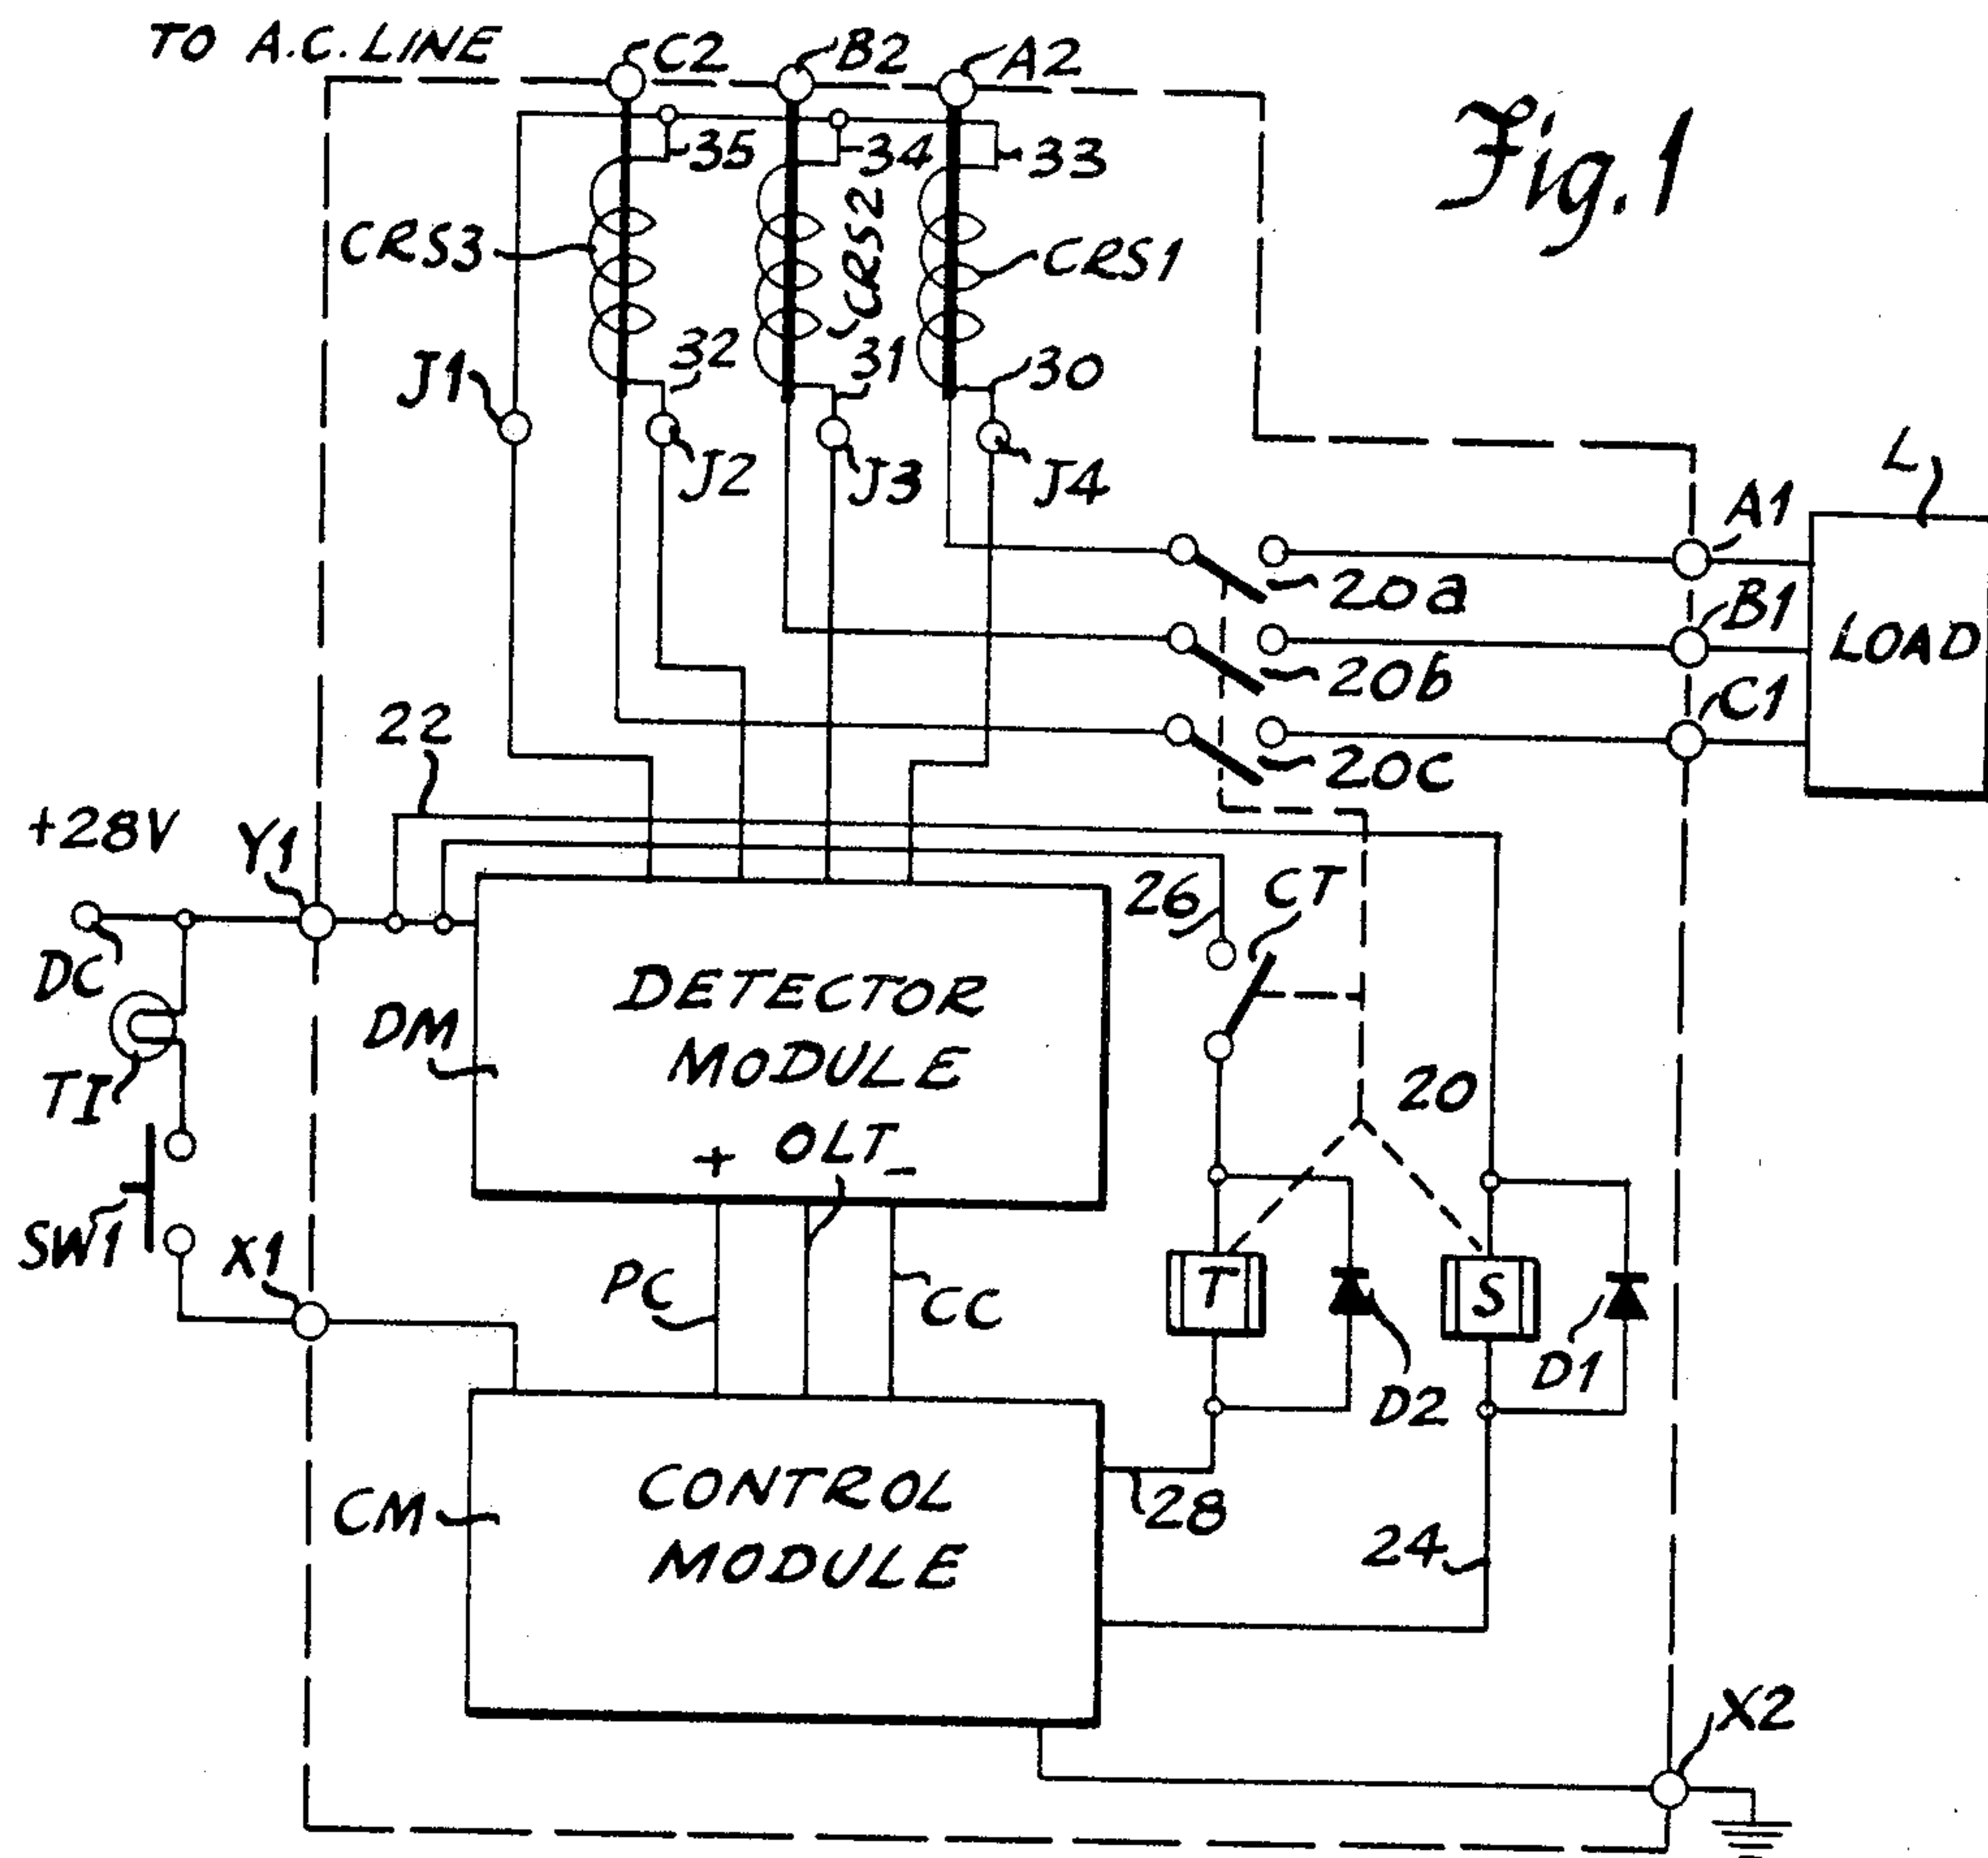 TO A.C. LINE
C2
B2
A2
Fig. 1
35
34
33
CRS3
CRS2
CRS1
32
31
30
J1
J2
J3
J4
L
A1
20a
B1
LOAD
20b
C1
22
20c
+28V
Y1
26
CT
DC
DETECTOR
MODULE
DM
TI
20
+ OLT -
SW1
X1
PC
CC
T
S
D2
D1
CONTROL
MODULE
CM
28
24
X2